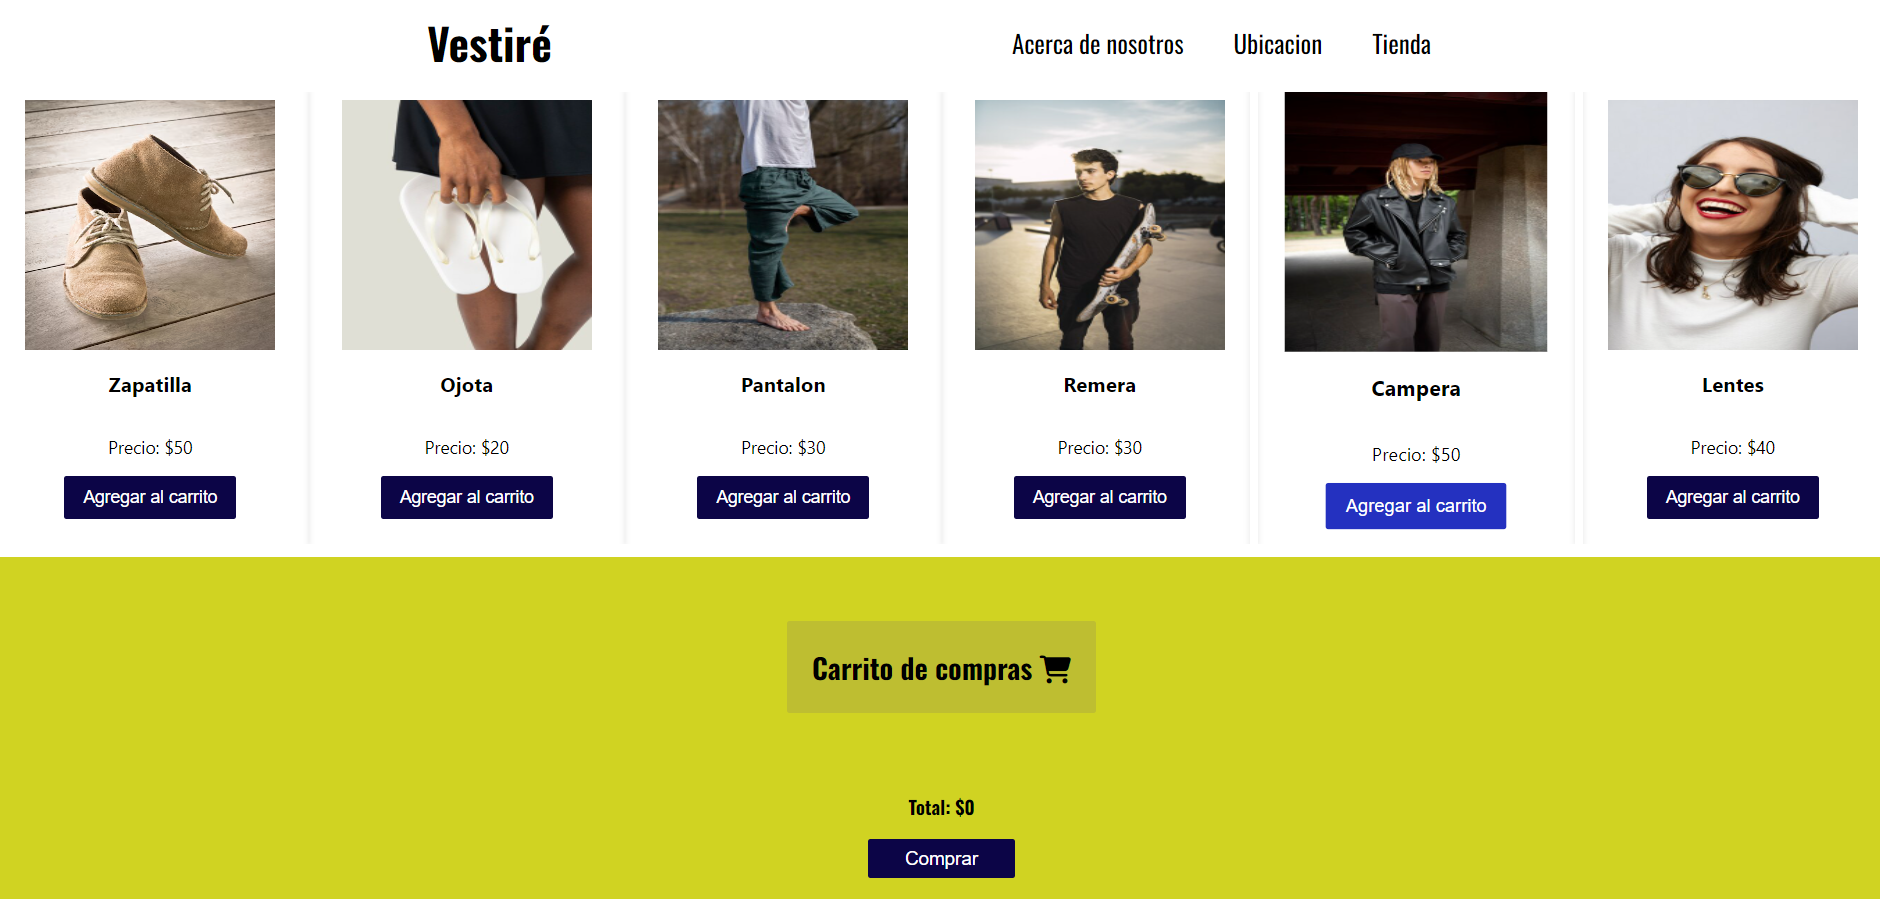 Vestiré
Acerca de nosotros
Ubicacion
Tienda
Zapatilla
Precio: $50
Agregar al carrito
Ojota
Precio: $20
Agregar al carrito
Pantalon
Precio: $30
Agregar al carrito
Remera
Precio: $30
Agregar al carrito
Campera
Precio: $50
Agregar al carrito
Lentes
Precio: $40
Agregar al carrito
Carrito de compras
Total: $0
Comprar